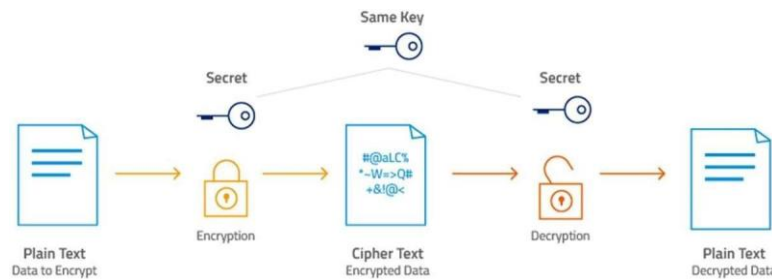 Same Key
Secret
Secret
#@aLC%
*~W=>Q#
+&!@<
Encryption
Decryption
Plain Text
Data to Encrypt
Cipher Text
Encrypted Data
Plain Text
Decrypted Data